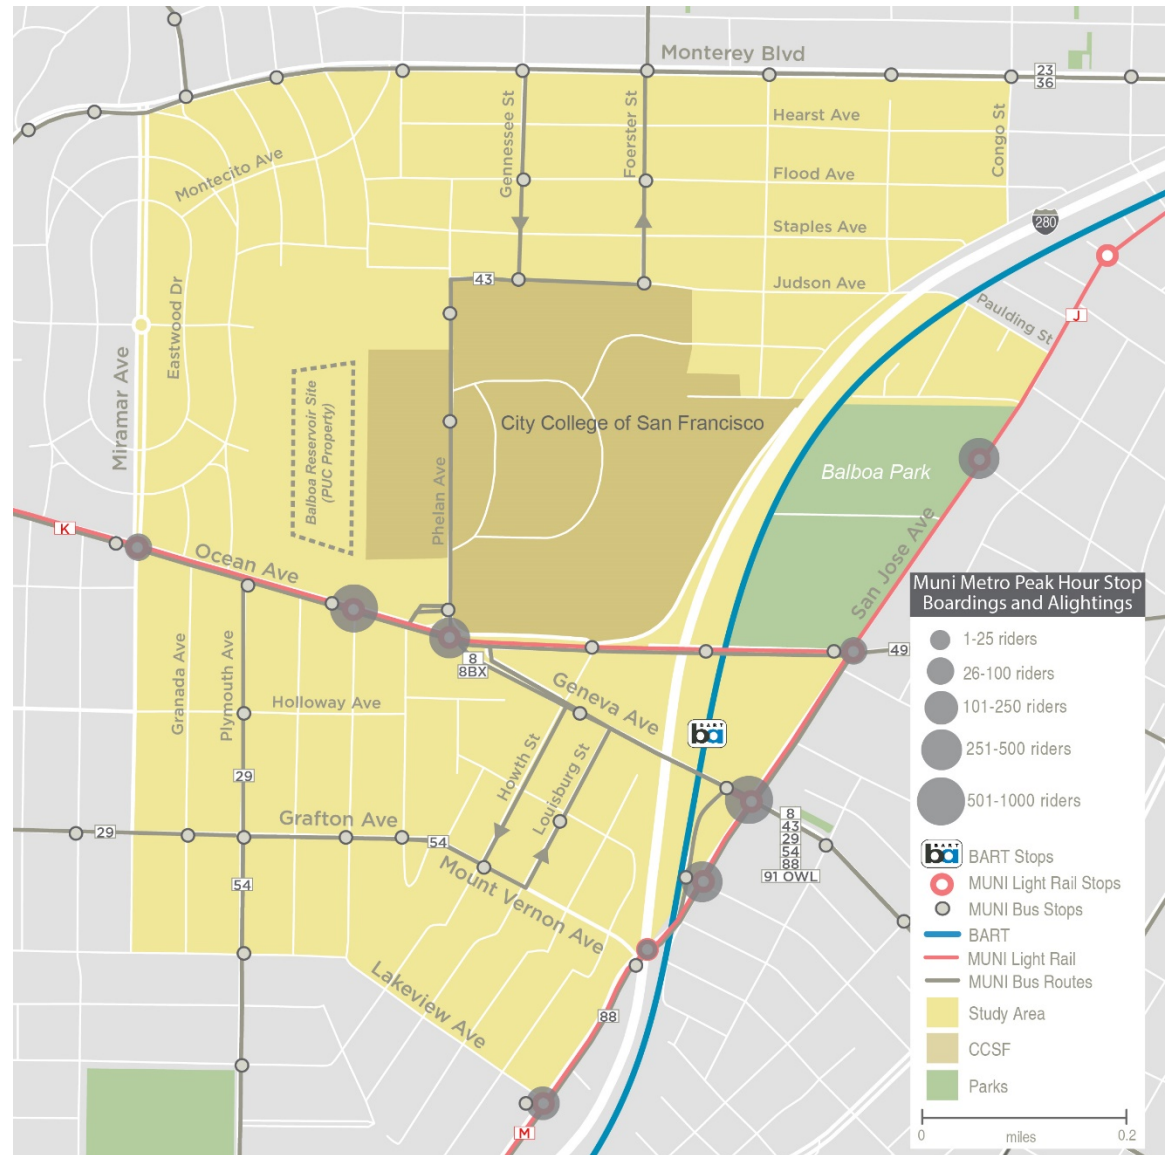 Monterey Blvd
23
36
Gennessee St
Foerster St
Hearst Ave
Congo St
Montecito Ave
Flood Ave
Staples Ave
280
43
Judson Ave
Eastwood Dr
Paulding St
J
Miramar Ave
Balboa Reservoir Site
(PUC Property)
City College of San Francisco
Phelan Ave
Balboa Park
K
Ocean Ave
San Jose Ave
49
8
8BX
Granada Ave
Plymouth Ave
Holloway Ave
Geneva Ave
BART
ba
Howth St
Louisburg St
29
29
Grafton Ave
54
8
43
29
54
88
91 OWL
54
Mount Vernon Ave
Lakeview Ave
88
M
Muni Metro Peak Hour Stop
Boardings and Alightings
1-25 riders
26-100 riders
101-250 riders
251-500 riders
501-1000 riders
BART
ba
BART Stops
MUNI Light Rail Stops
MUNI Bus Stops
BART
MUNI Light Rail
MUNI Bus Routes
Study Area
CCSF
Parks
0
miles
0.2